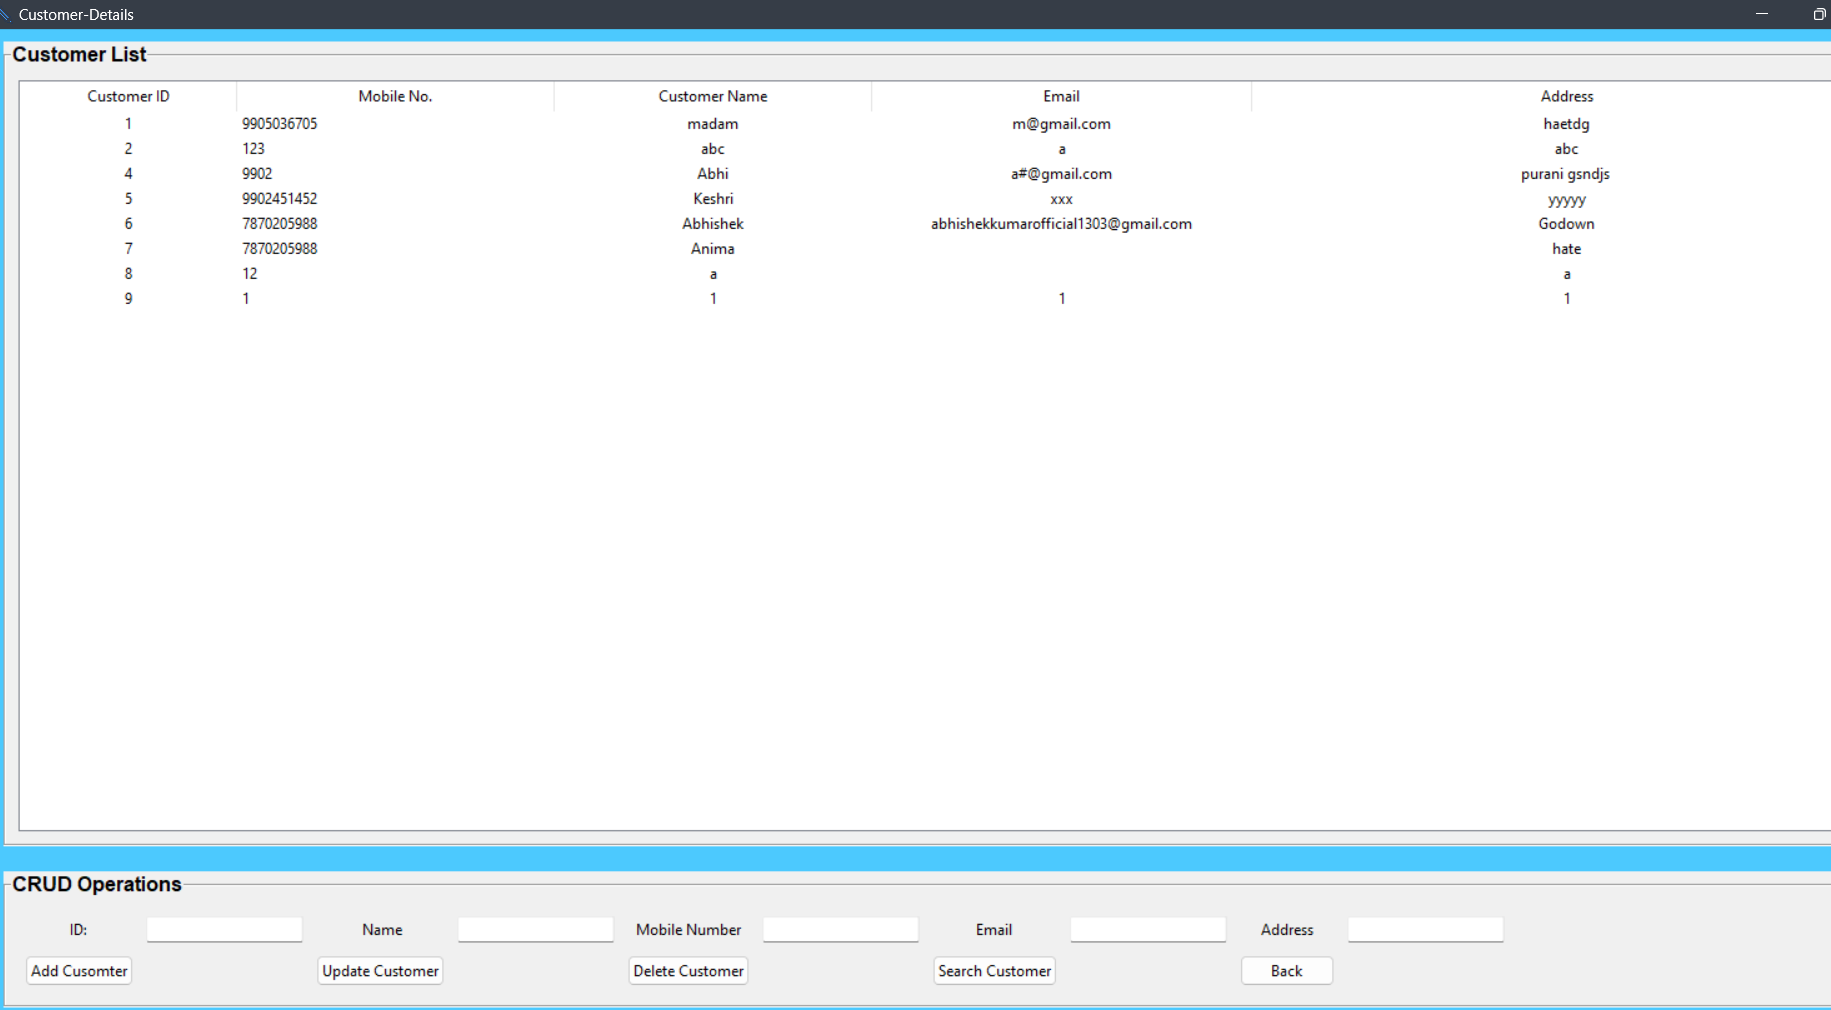 Customer-Details
Customer List
Customer ID Mobile No. Customer Name Email Address
1 9905036705 madam m@gmail.com haetdg
2 123 abc a abc
4 9902 Abhi a#@gmail.com purani gsndjs
5 9902451452 Keshri xxx yyyyy
6 7870205988 Abhishek abhishekkumarofficial1303@gmail.com Godown
7 7870205988 Anima hate
8 12 a a
9 1 1 1 1
CRUD Operations
ID: Name Mobile Number Email Address
Add Cusomter Update Customer Delete Customer Search Customer Back